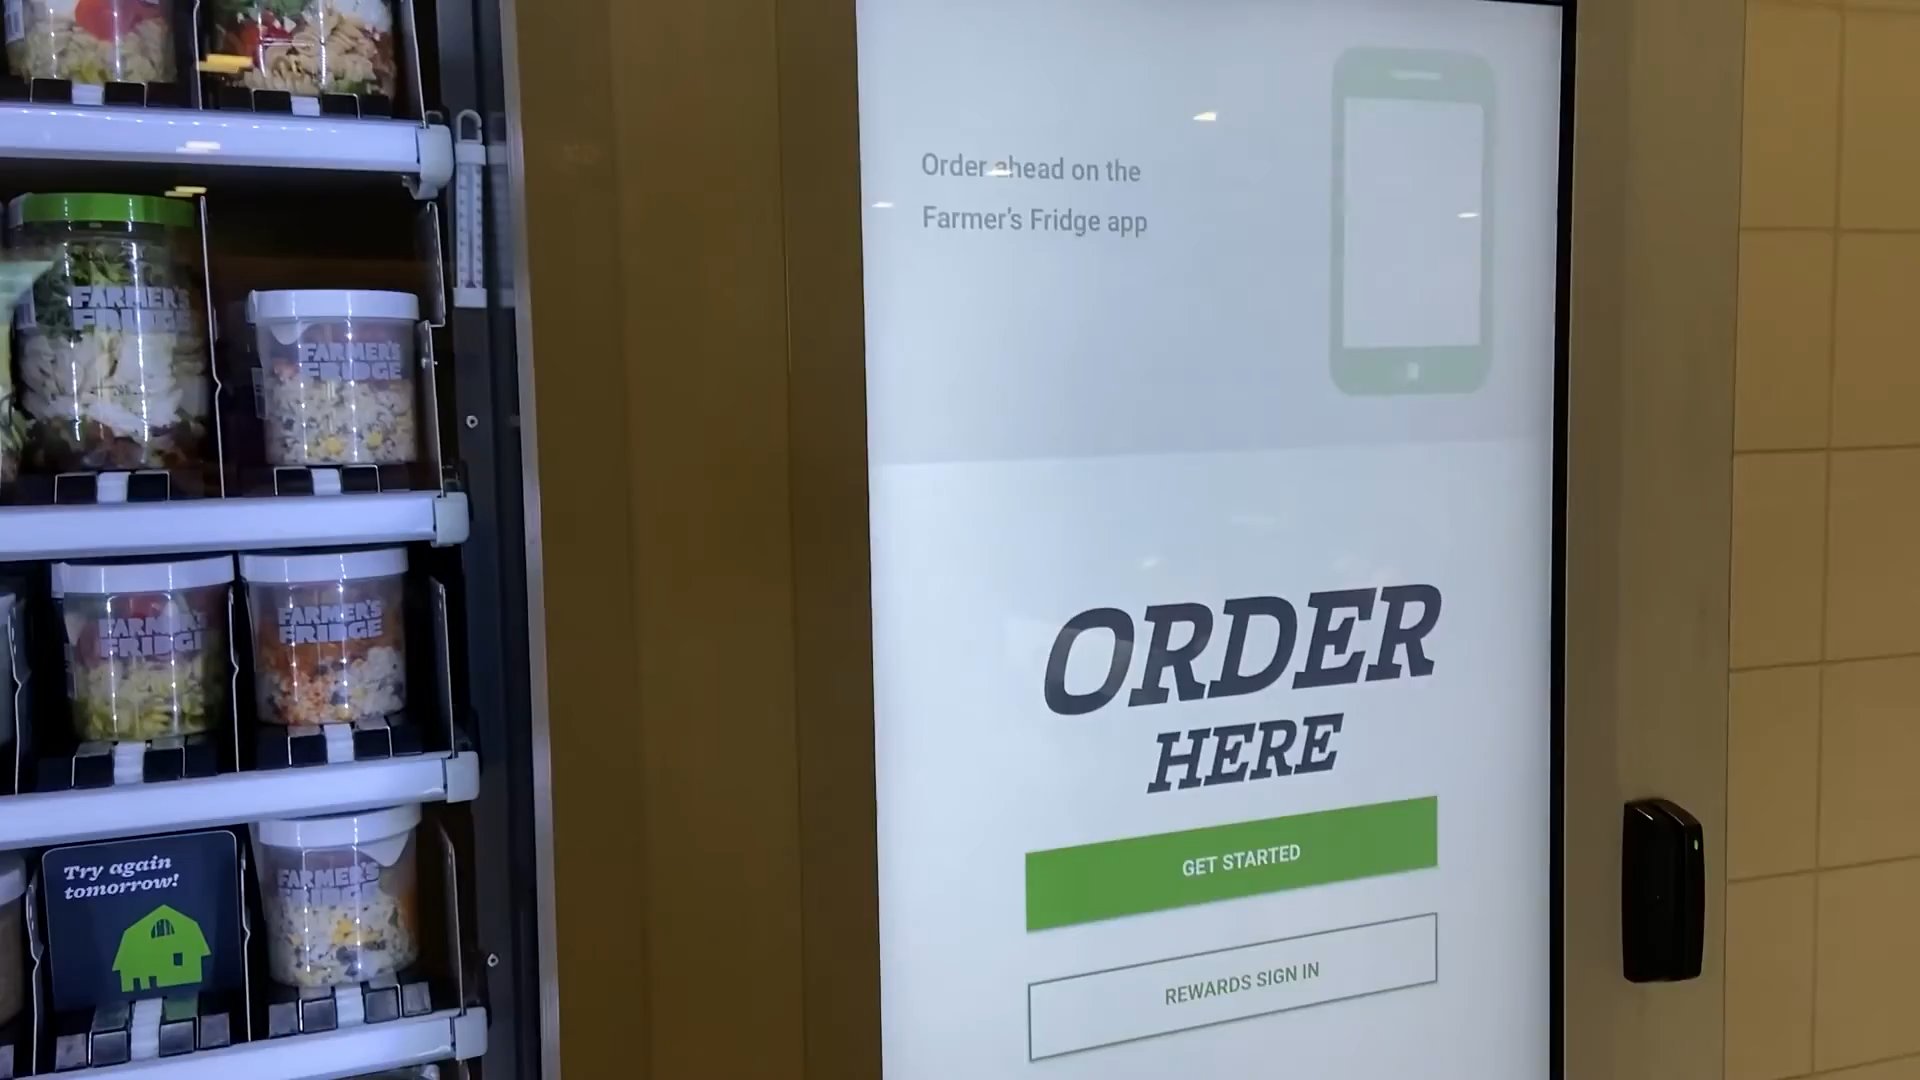 Order ahead on the
Farmer's Fridge app
ORDER
HERE
GET STARTED
REWARDS SIGN IN
FARMER'S
FRIDGE
FARMER'S
FRIDGE
FARMER'S
FRIDGE
FARMER'S
FRIDGE
Try again
tomorrow!
FARMER'S
FRIDGE